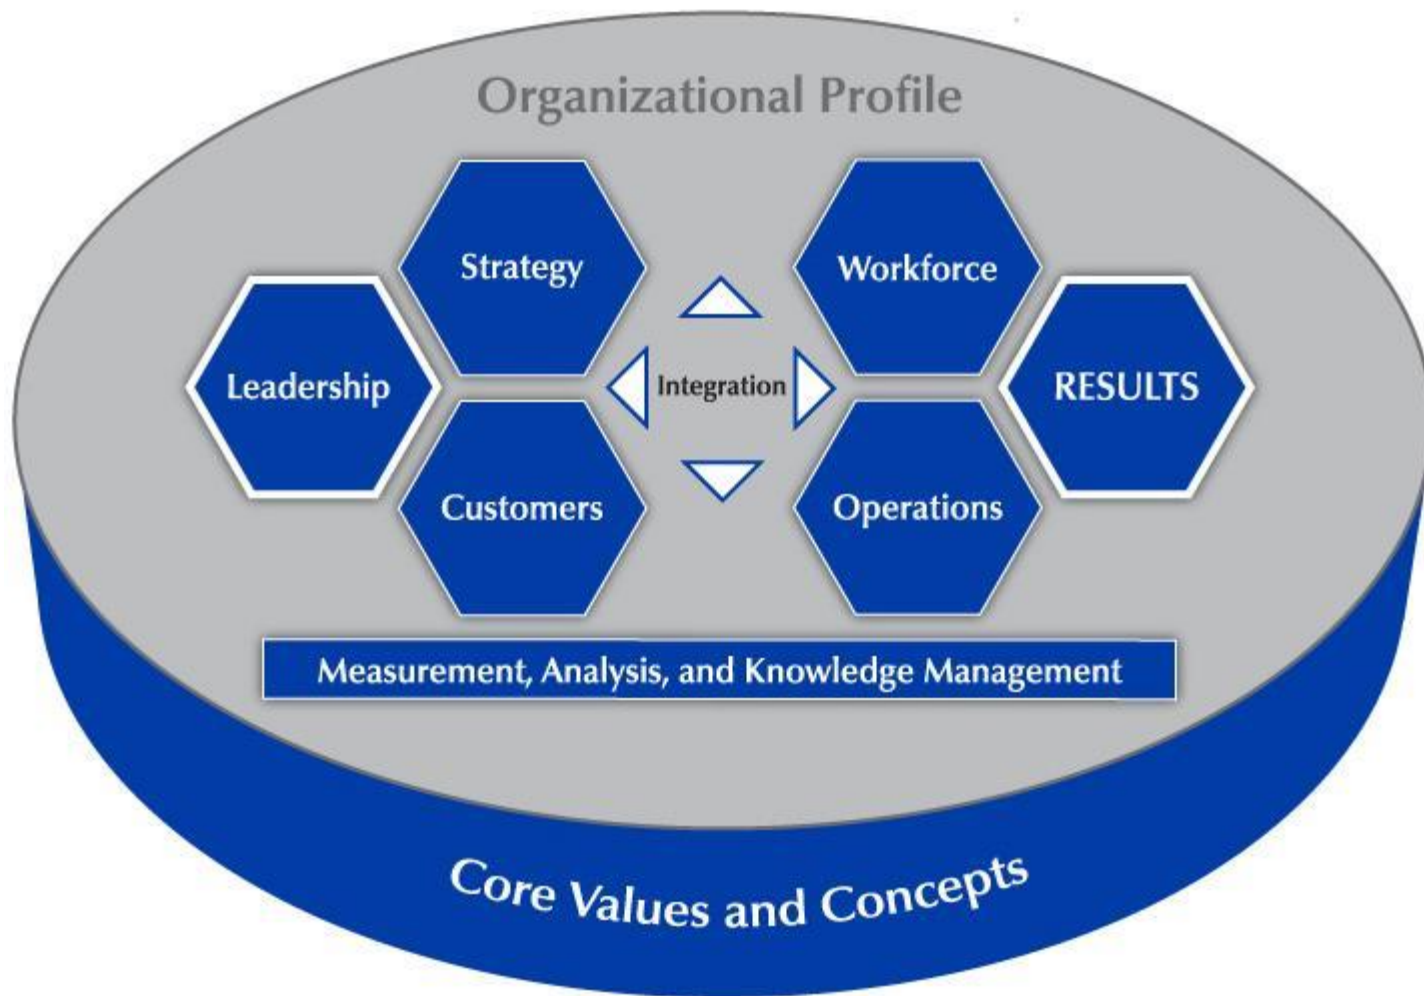 Organizational Profile
Strategy
Workforce
Leadership
Integration
RESULTS
Customers
Operations
Measurement, Analysis, and Knowledge Management
Core Values and Concepts